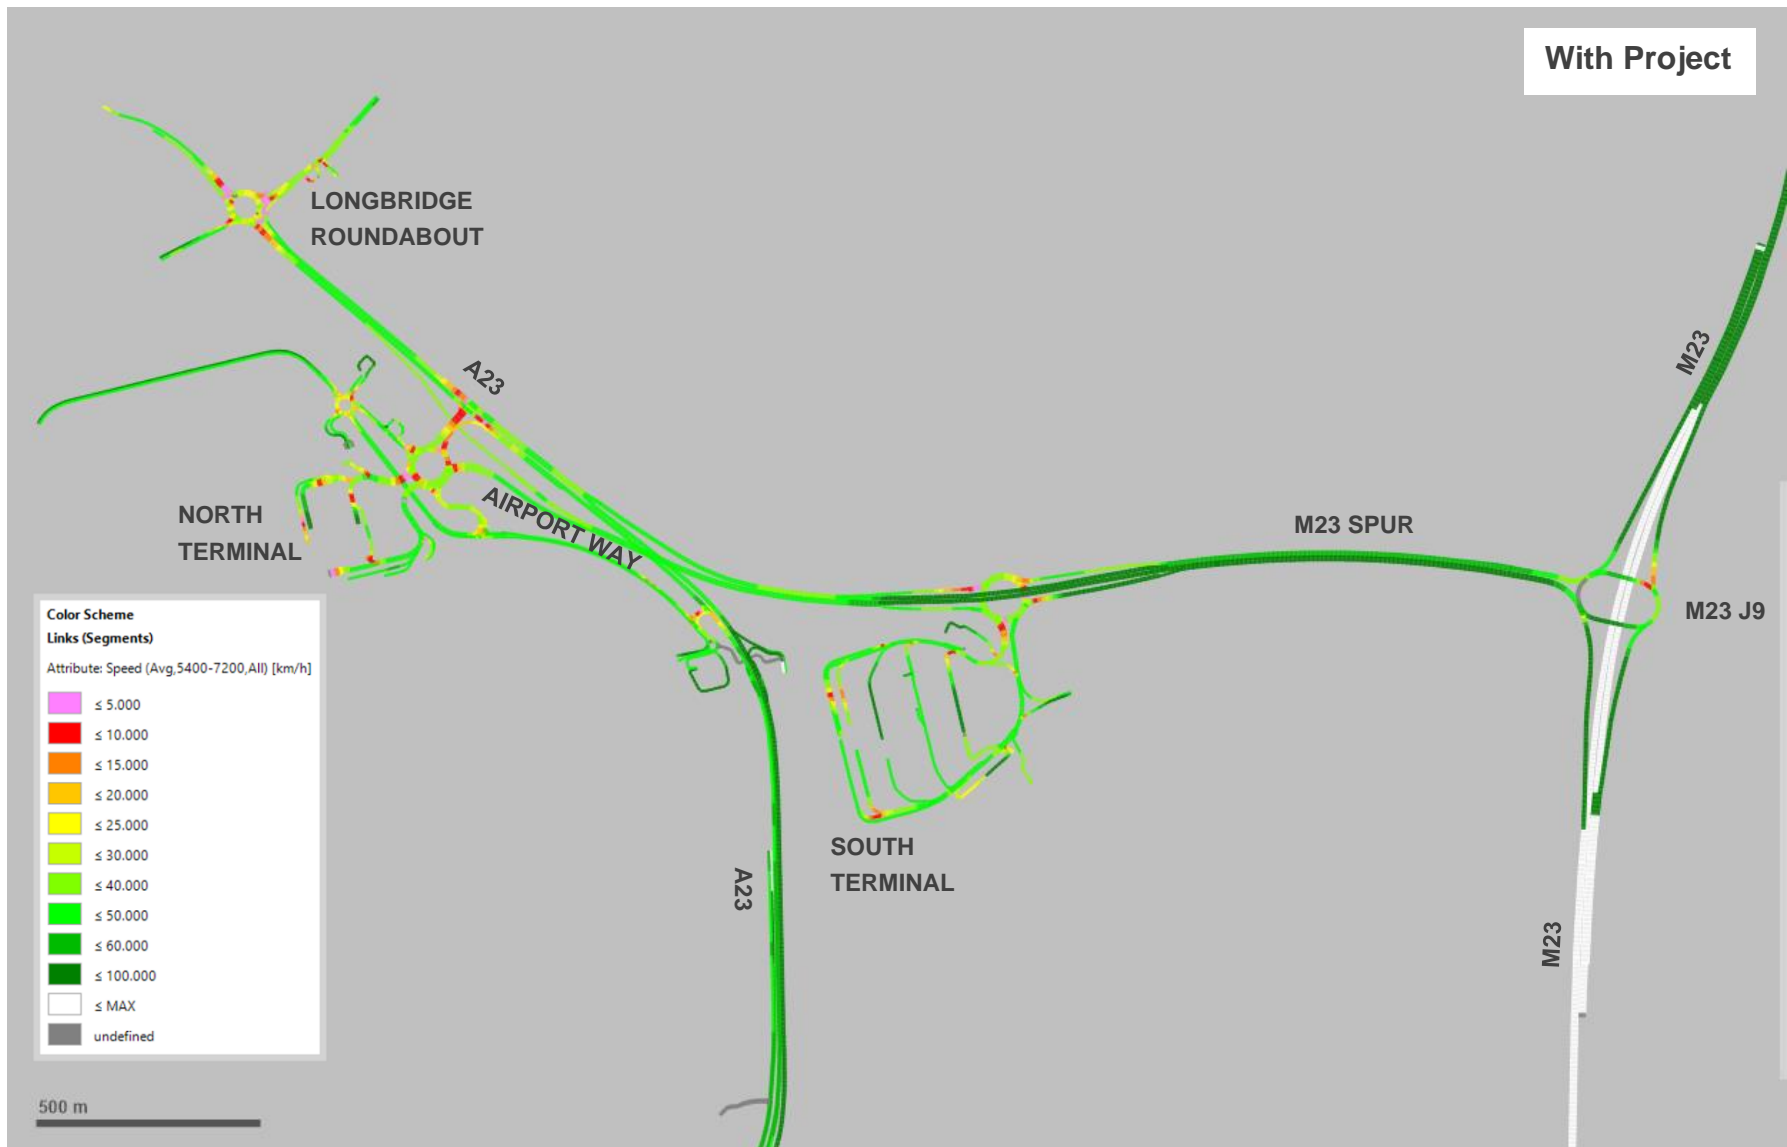 With Project
LONGBRIDGE
ROUNDABOUT
M23
A23
NORTH
TERMINAL
AIRPORT WAY
M23 SPUR
M23 J9
Color Scheme
Links (Segments)
Attribute: Speed (Avg,5400-7200,All) [km/h]
≤ 5.000
≤ 10.000
≤ 15.000
≤ 20.000
≤ 25.000
≤ 30.000
≤ 40.000
≤ 50.000
≤ 60.000
≤ 100.000
≤ MAX
undefined
SOUTH
TERMINAL
A23
M23
500 m